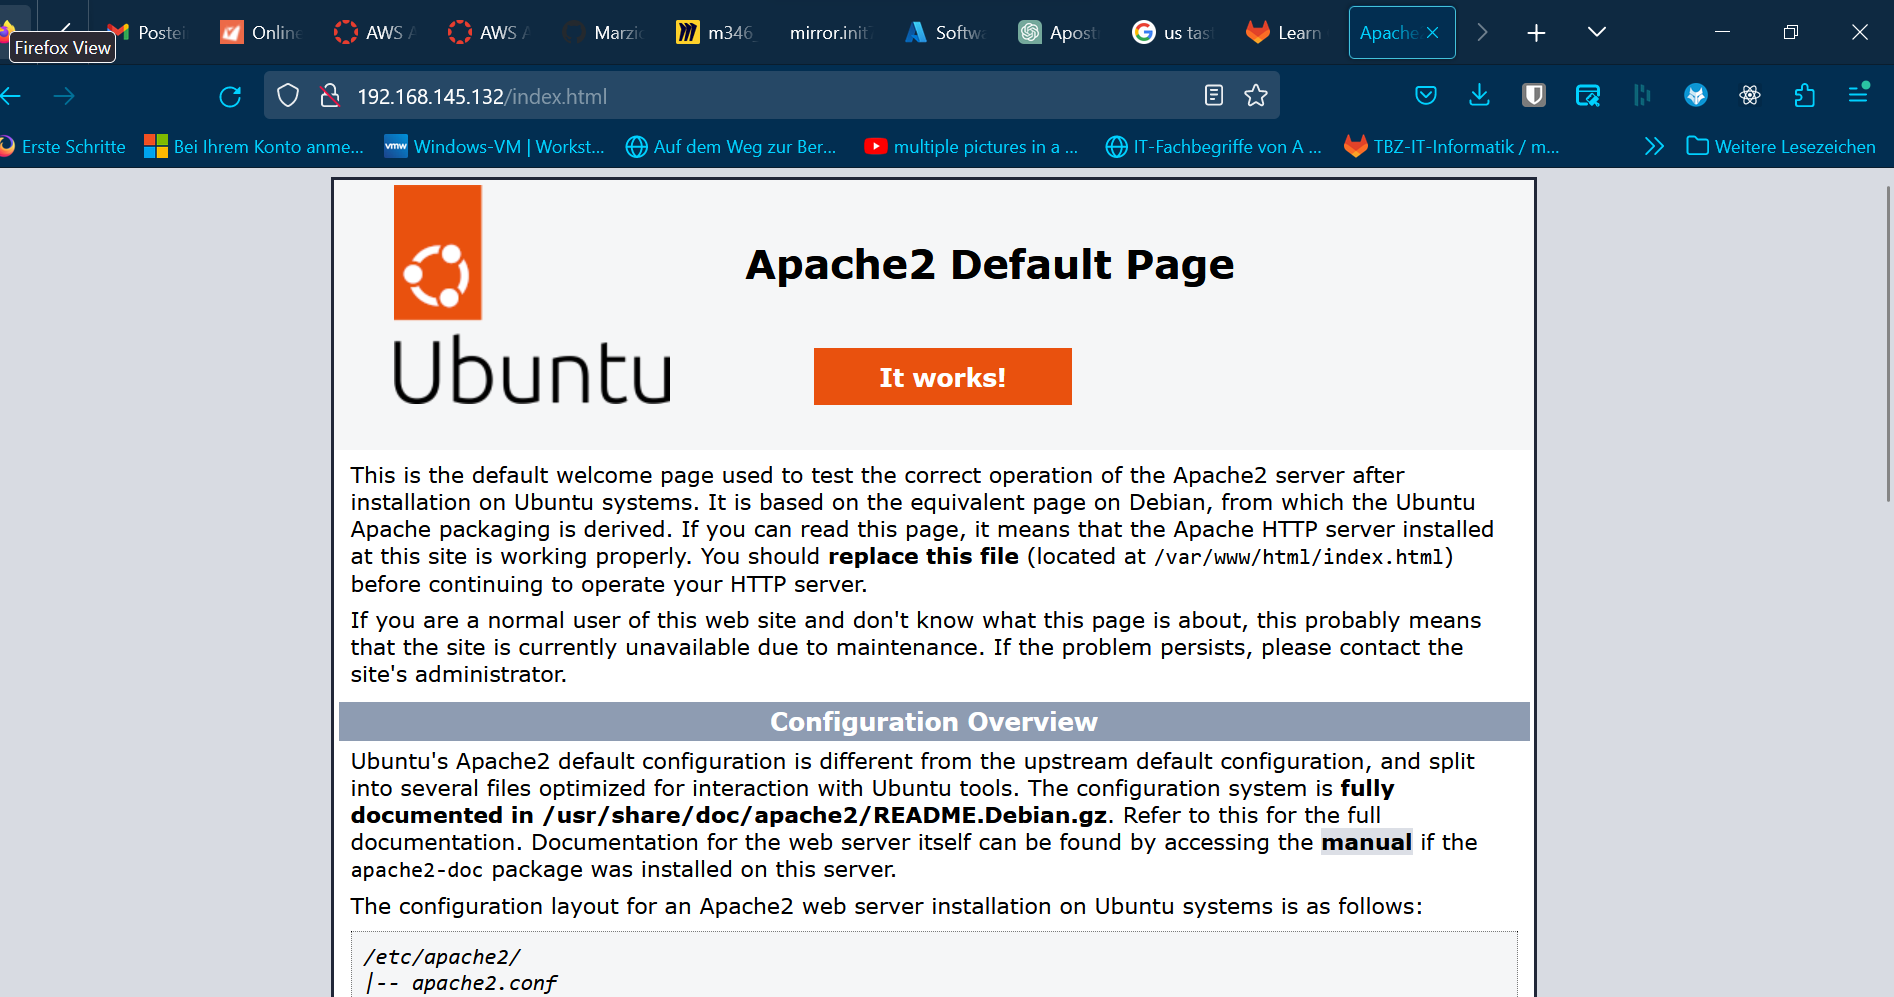 Postei
Online
AWS A
AWS A
Marzi
m346_
mirror.init7
Softwa
Apost
us tast
Learn
Apache
Firefox View
192.168.145.132/index.html
Erste Schritte
Bei Ihrem Konto anme...
vmw
Windows-VM | Workst...
Auf dem Weg zur Ber...
multiple pictures in a ...
IT-Fachbegriffe von A ...
TBZ-IT-Informatik / m...
Weitere Lesezeichen
Ubuntu
Apache2 Default Page
It works!
This is the default welcome page used to test the correct operation of the Apache2 server after
installation on Ubuntu systems. It is based on the equivalent page on Debian, from which the Ubuntu
Apache packaging is derived. If you can read this page, it means that the Apache HTTP server installed
at this site is working properly. You should replace this file (located at /var/www/html/index.html)
before continuing to operate your HTTP server.
If you are a normal user of this web site and don't know what this page is about, this probably means
that the site is currently unavailable due to maintenance. If the problem persists, please contact the
site's administrator.
Configuration Overview
Ubuntu's Apache2 default configuration is different from the upstream default configuration, and split
into several files optimized for interaction with Ubuntu tools. The configuration system is fully
documented in /usr/share/doc/apache2/README.Debian.gz. Refer to this for the full
documentation. Documentation for the web server itself can be found by accessing the manual if the
apache2-doc package was installed on this server.
The configuration layout for an Apache2 web server installation on Ubuntu systems is as follows:
/etc/apache2/
|-- apache2.conf